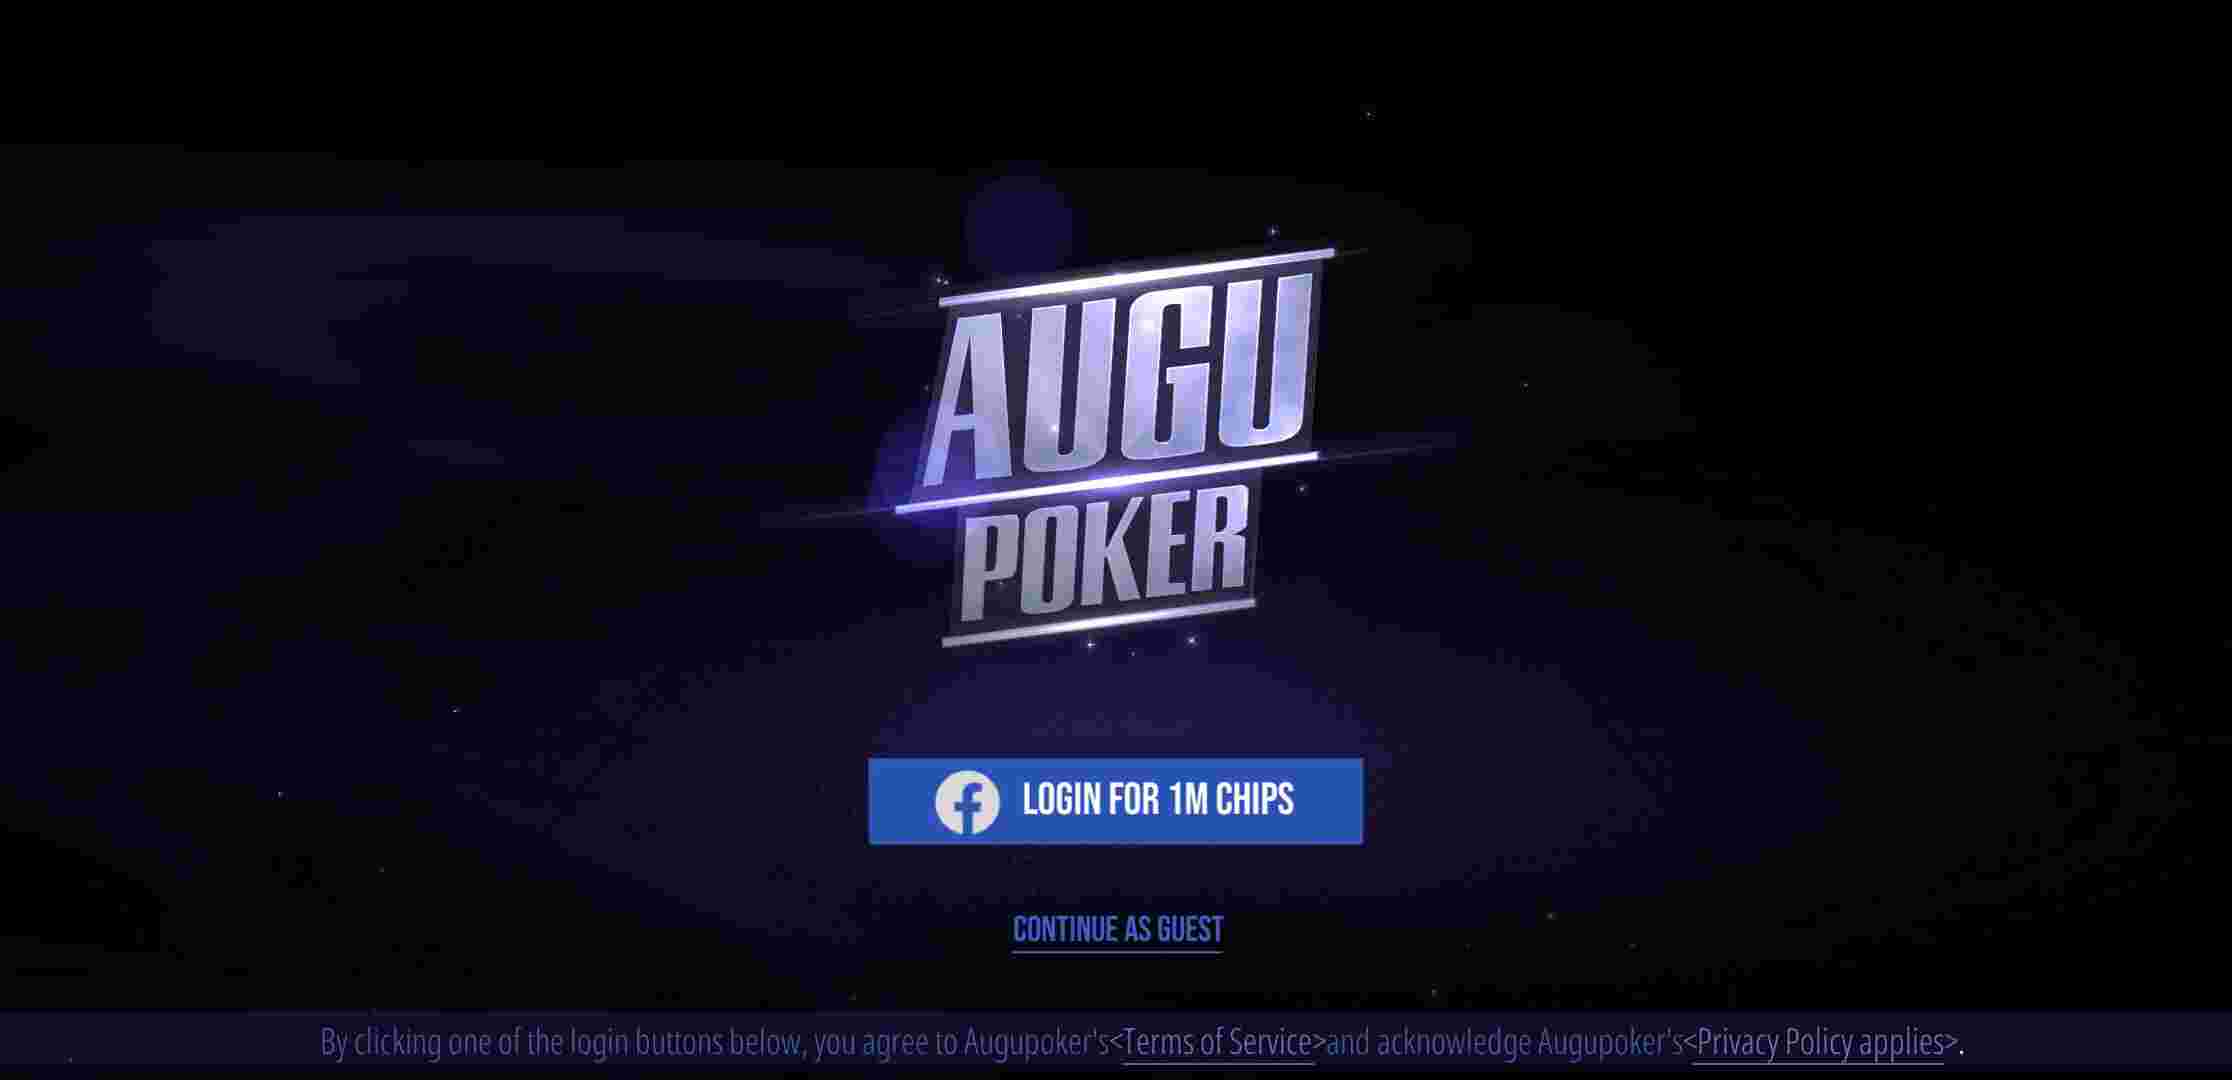 AUGU
POKER
LOGIN FOR 1M CHIPS
CONTINUE AS GUEST
By clicking one of the login buttons below, you agree to Augupoker's<Terms of Service>and acknowledge Augupoker's<Privacy Policy applies>.